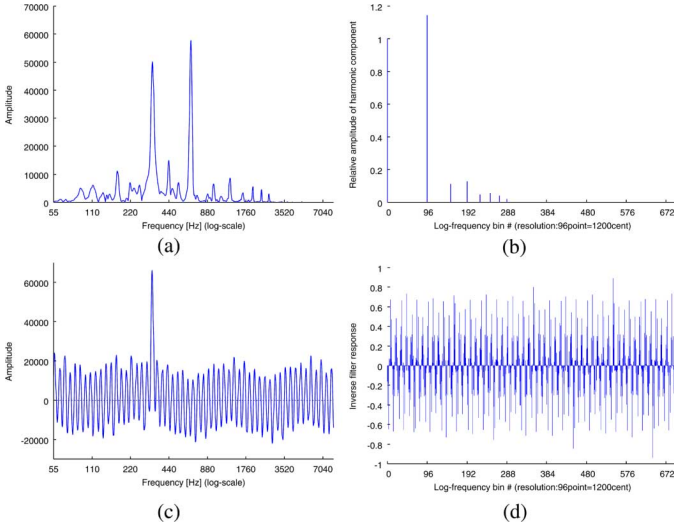 70000
60000
50000
40000
30000
20000
10000
0
Amplitude
55 110 220 440 880 1760 3520 7040
Frequency [Hz] (log-scale)
(a)
1.2
1
0.8
0.6
0.4
0.2
0
Relative amplitude of harmonic component
0 96 192 288 384 480 576 672
Log-frequency bin # (resolution:96point=1200cent)
(b)
60000
40000
20000
0
-20000
Amplitude
55 110 220 440 880 1760 3520 7040
Frequency [Hz] (log-scale)
(c)
1
0.8
0.6
0.4
0.2
0
-0.2
-0.4
-0.6
-0.8
-1
Inverse filter response
0 96 192 288 384 480 576 672
Log-frequency bin # (resolution:96point=1200cent)
(d)